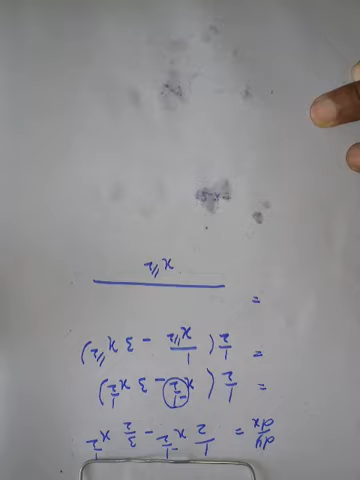 dy/dx = 1/2 x^(-1/2) - 3/2 x^(1/2)
= 1/2 ( x^(-1/2) - 3 x^(1/2) )
= 1/2 ( 1/x^(1/2) - 3 x^(1/2) )
=
x^(1/2)